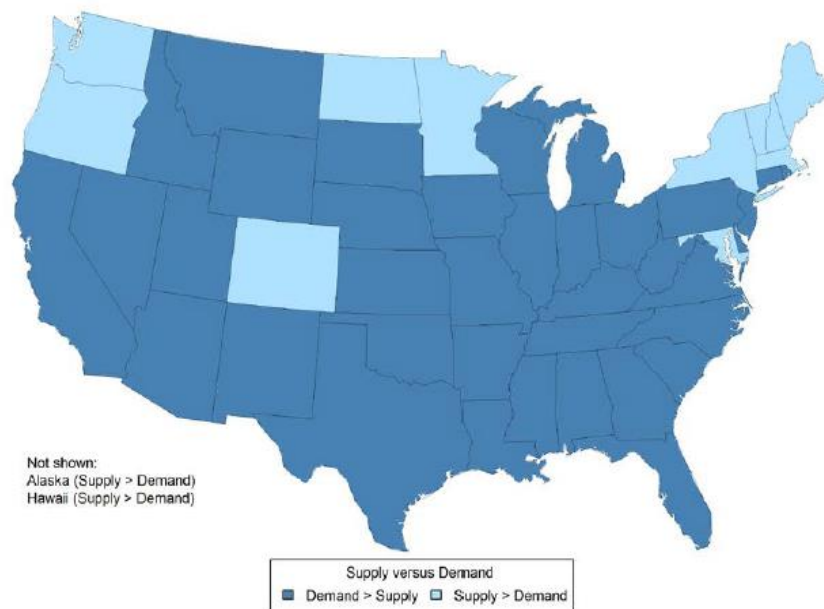 Not shown:
Alaska (Supply > Demand)
Hawaii (Supply > Demand)
Supply versus Demand
Demand > Supply Supply > Demand